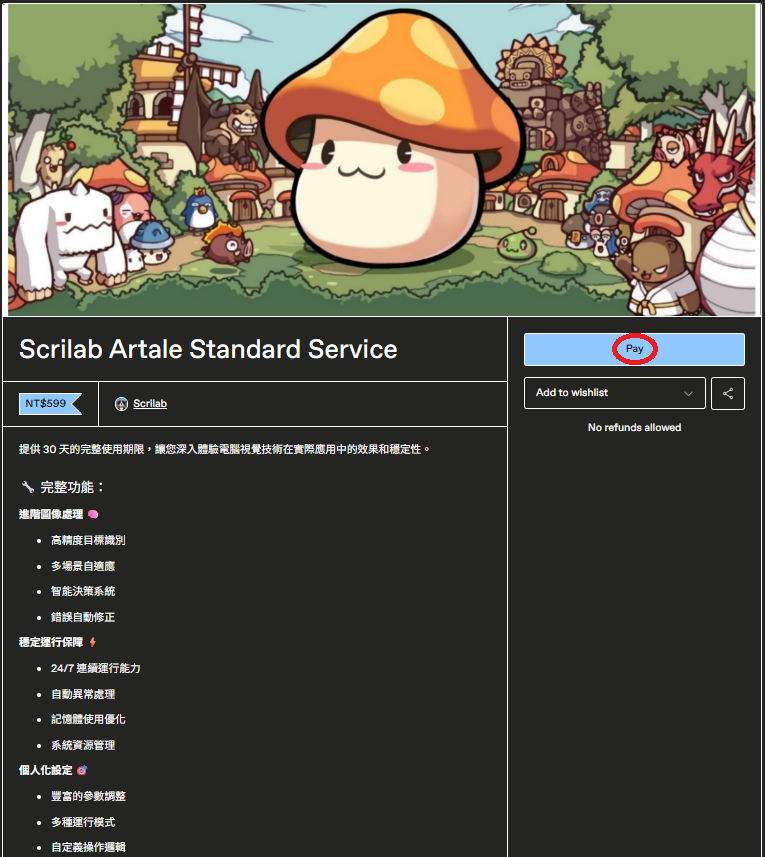 Scrilab Artale Standard Service
Pay
NT$599
Scrilab
Add to wishlist
No refunds allowed
提供 30 天的完整使用期限，讓您深入體驗電腦視覺技術在實際應用中的效果和穩定性。
🔧 完整功能：
進階圖像處理 🧠
• 高精度目標識別
• 多場景自適應
• 智能決策系統
• 錯誤自動修正
穩定運行保障 ⚡
• 24/7 連續運行能力
• 自動異常處理
• 記憶體使用優化
• 系統資源管理
個人化設定 🎯
• 豐富的參數調整
• 多種運行模式
• 自定義操作邏輯